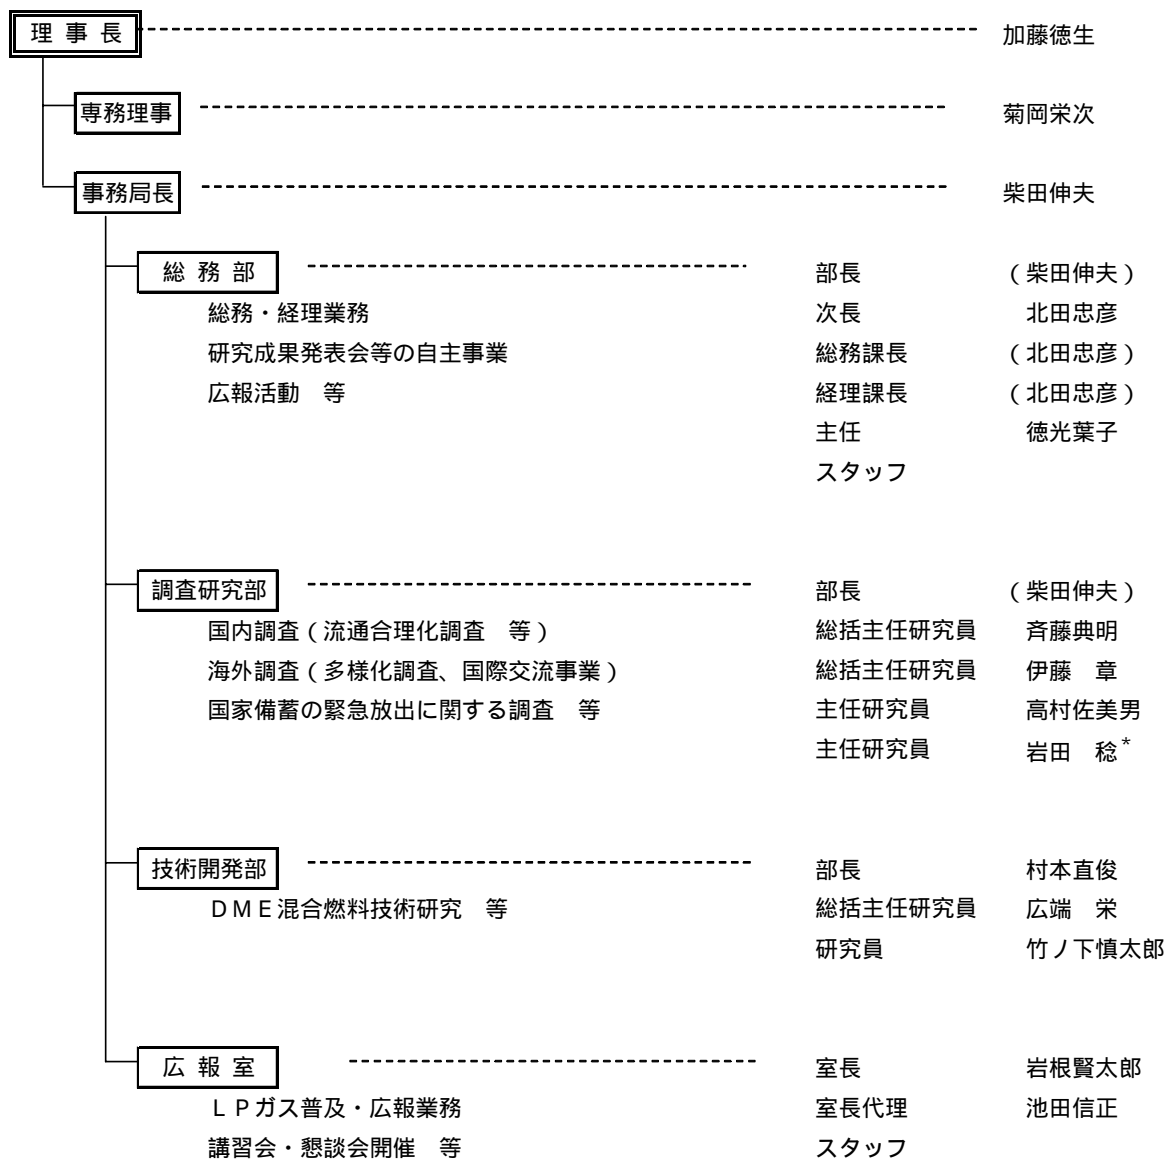 理 事 長 加藤徳生
専務理事 菊岡栄次
事務局長 柴田伸夫
総 務 部 部長 (柴田伸夫)
総務・経理業務 次長 北田忠彦
研究成果発表会等の自主事業 総務課長 (北田忠彦)
広報活動 等 経理課長 (北田忠彦)
主任 徳光葉子
スタッフ
調査研究部 部長 (柴田伸夫)
国内調査(流通合理化調査 等) 総括主任研究員 斉藤典明
海外調査(多様化調査、国際交流事業) 総括主任研究員 伊藤 章
国家備蓄の緊急放出に関する調査 等 主任研究員 高村佐美男
主任研究員 岩田 稔*
技術開発部 部長 村本直俊
DME混合燃料技術研究 等 総括主任研究員 広端 栄
研究員 竹ノ下慎太郎
広 報 室 室長 岩根賢太郎
LPガス普及・広報業務 室長代理 池田信正
講習会・懇談会開催 等 スタッフ